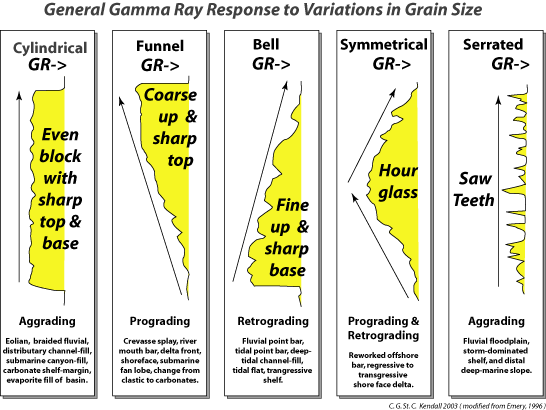 General Gamma Ray Response to Variations in Grain Size
Cylindrical
GR->
Even
block
with
sharp
top &
base
Aggrading
Eolian, braided fluvial,
distributary channel-fill,
submarine canyon-fill,
carbonate shelf-margin,
evaporite fill of basin.
Funnel
GR->
Coarse
up &
sharp
top
Prograding
Crevasse splay, river
mouth bar, delta front,
shoreface, submarine
fan lobe, change from
clastic to carbonates.
Bell
GR->
Fine
up &
sharp
base
Retrograding
Fluvial point bar,
tidal point bar, deep-
tidal channel-fill,
tidal flat, trangressive
shelf.
Symmetrical
GR->
Hour
glass
Prograding &
Retrograding
Reworked offshore
bar, regressive to
transgressive
shore face delta.
Serrated
GR->
Saw
Teeth
Aggrading
Fluvial floodplain,
storm-dominated
shelf, and distal
deep-marine slope.
C. G. St. C. Kendall 2003 ( modified from Emery, 1996 )